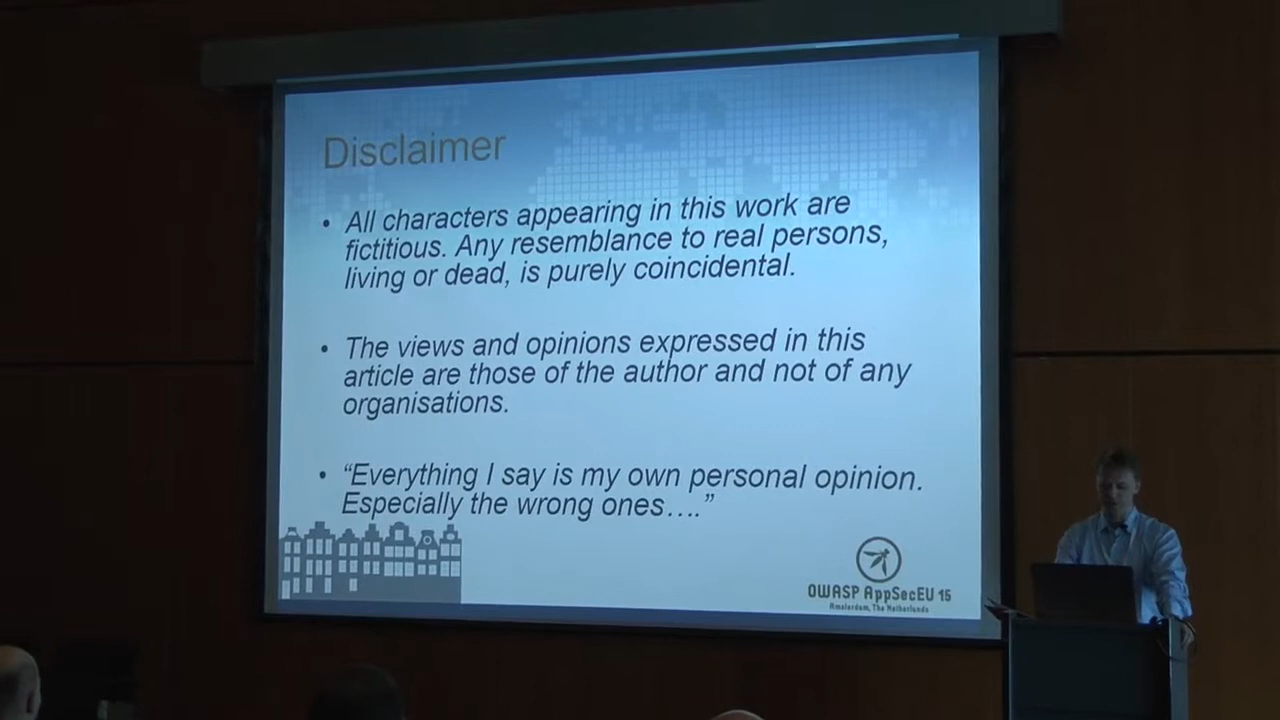 Disclaimer
• All characters appearing in this work are
fictitious. Any resemblance to real persons,
living or dead, is purely coincidental.
• The views and opinions expressed in this
article are those of the author and not of any
organisations.
• “Everything I say is my own personal opinion.
Especially the wrong ones….”
OWASP AppSecEU 15
Amsterdam, The Netherlands